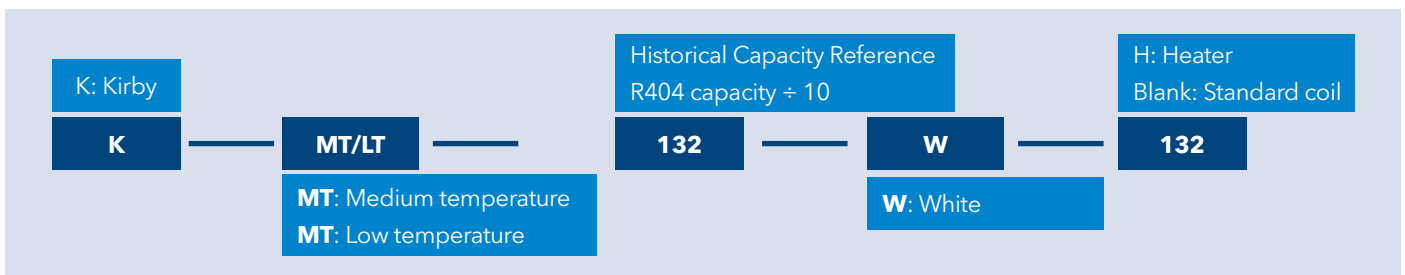 K: Kirby
Historical Capacity Reference
R404 capacity ÷ 10
H: Heater
Blank: Standard coil
K
MT/LT
132
W
132
MT: Medium temperature
MT: Low temperature
W: White